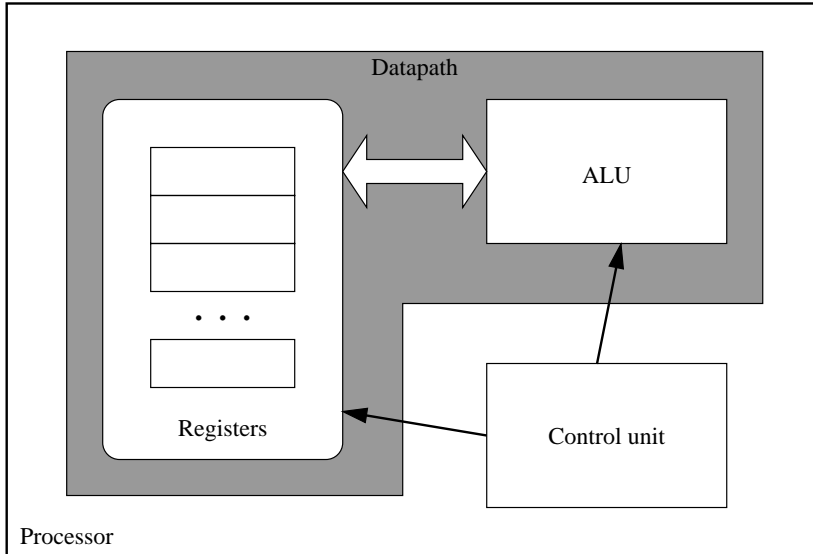 Datapath
ALU
. . .
Registers
Control unit
Processor